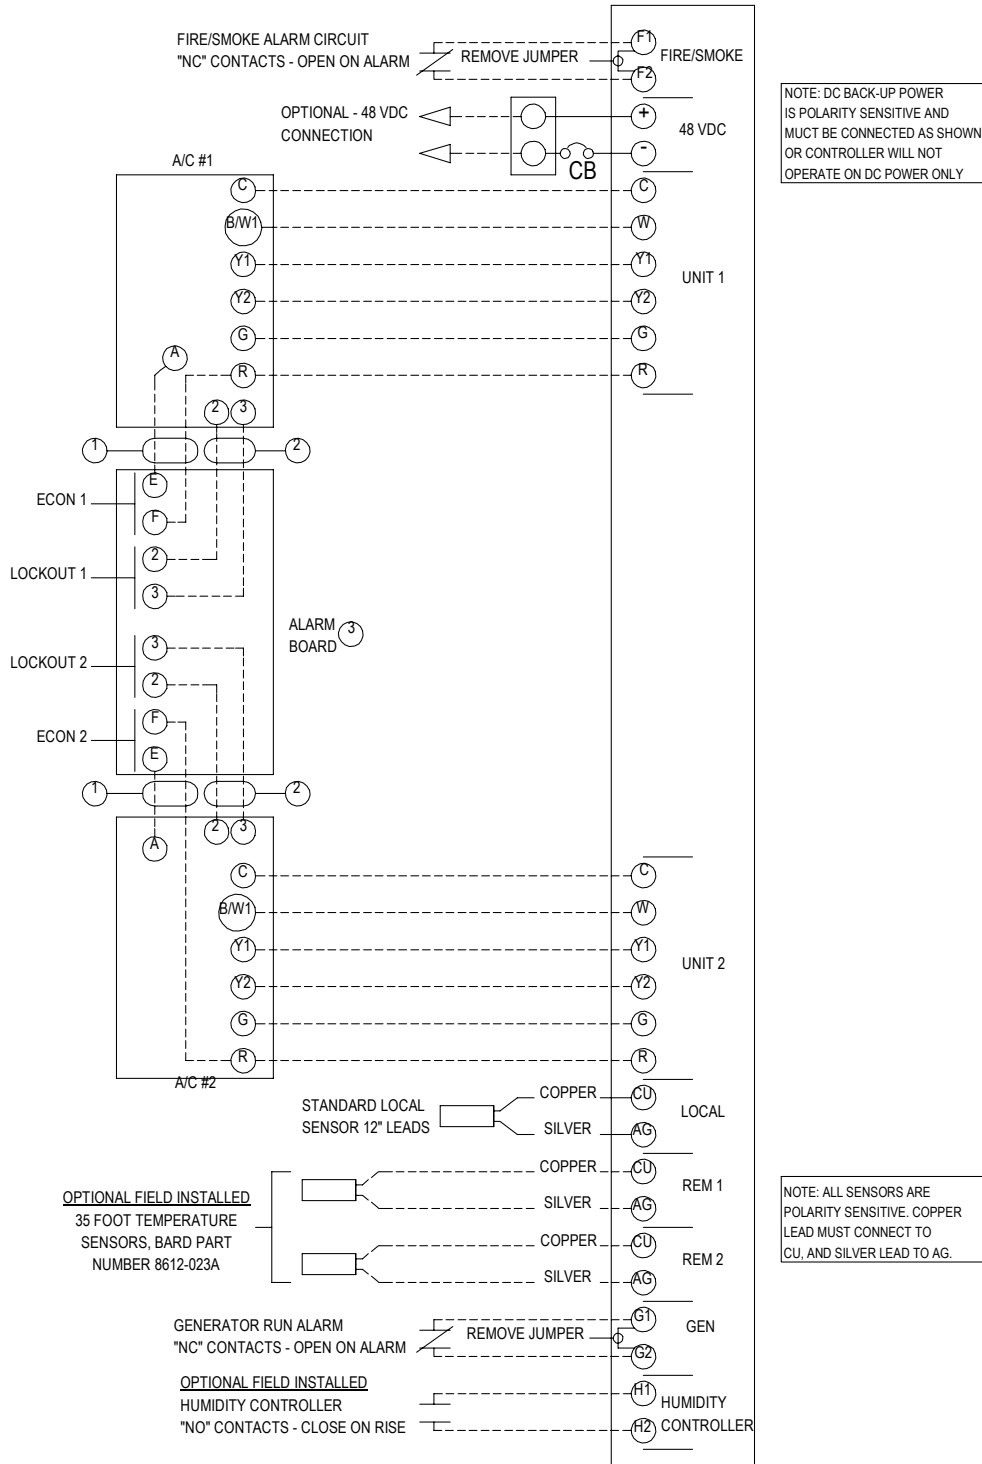 FIRE/SMOKE ALARM CIRCUIT
"NC" CONTACTS - OPEN ON ALARM
REMOVE JUMPER
F1
F2
FIRE/SMOKE
OPTIONAL - 48 VDC
CONNECTION
CB
+
-
48 VDC
NOTE: DC BACK-UP POWER
IS POLARITY SENSITIVE AND
MUCT BE CONNECTED AS SHOWN
OR CONTROLLER WILL NOT
OPERATE ON DC POWER ONLY
A/C #1
C
B/W1
Y1
Y2
G
R
A
2
3
C
W
Y1
Y2
G
R
UNIT 1
1
2
ECON 1
E
F
LOCKOUT 1
2
3
ALARM
BOARD
3
LOCKOUT 2
3
2
ECON 2
F
E
1
2
A
2
3
C
B/W1
Y1
Y2
G
R
A/C #2
C
W
Y1
Y2
G
R
UNIT 2
STANDARD LOCAL
SENSOR 12" LEADS
COPPER
SILVER
CU
AG
LOCAL
OPTIONAL FIELD INSTALLED
35 FOOT TEMPERATURE
SENSORS, BARD PART
NUMBER 8612-023A
COPPER
SILVER
CU
AG
REM 1
COPPER
SILVER
CU
AG
REM 2
NOTE: ALL SENSORS ARE
POLARITY SENSITIVE. COPPER
LEAD MUST CONNECT TO
CU, AND SILVER LEAD TO AG.
GENERATOR RUN ALARM
"NC" CONTACTS - OPEN ON ALARM
REMOVE JUMPER
G1
G2
GEN
OPTIONAL FIELD INSTALLED
HUMIDITY CONTROLLER
"NO" CONTACTS - CLOSE ON RISE
H1
H2
HUMIDITY
CONTROLLER